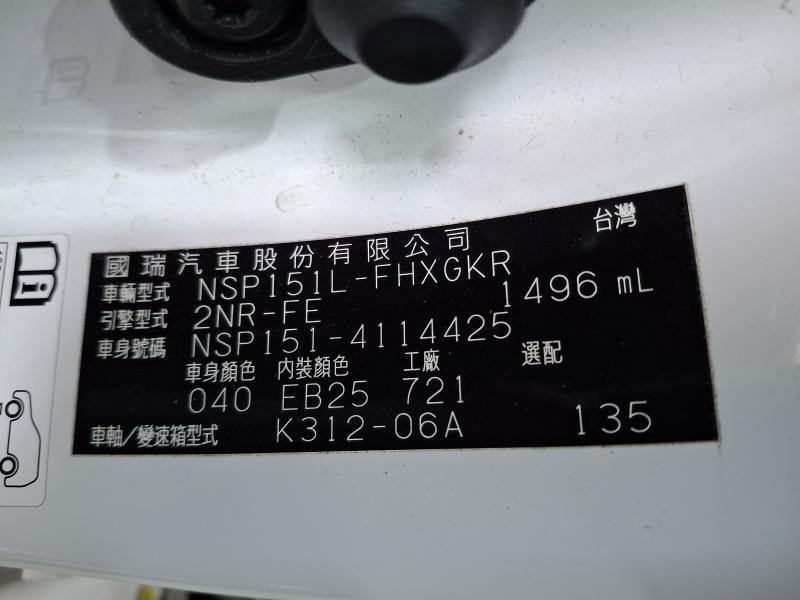 國瑞汽車股份有限公司 台灣
車輛型式 NSP151L-FHXGKR
引擎型式 2NR-FE 1496 mL
車身號碼 NSP151-4114425
車身顏色 內裝顏色 工廠 選配
040 EB25 721
車軸/變速箱型式 K312-06A 135